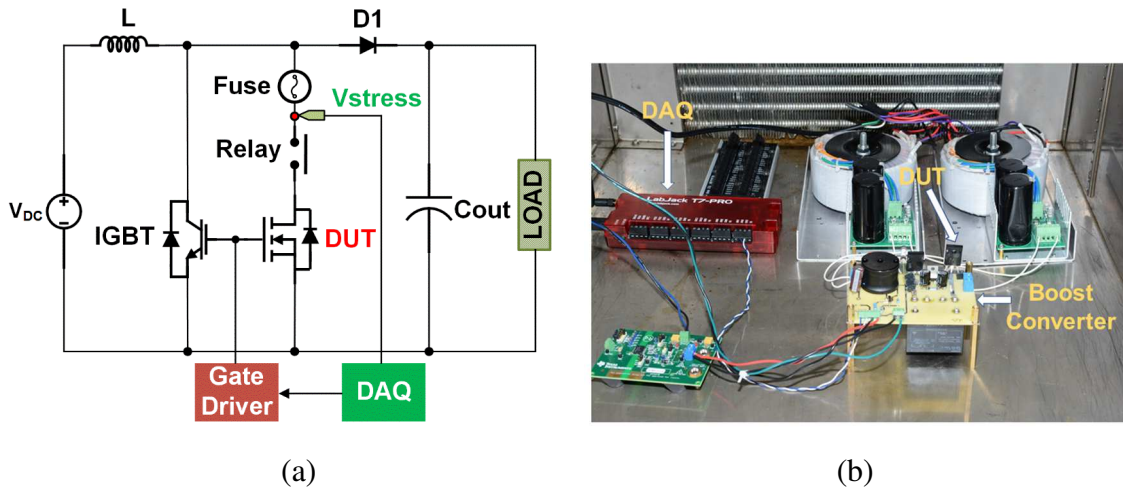 L
D1
Fuse
Vstress
Relay
VDC
IGBT
DUT
Cout
LOAD
Gate
Driver
DAQ
(a)
DAQ
LabJack T7-PRO
DUT
Boost
Converter
(b)